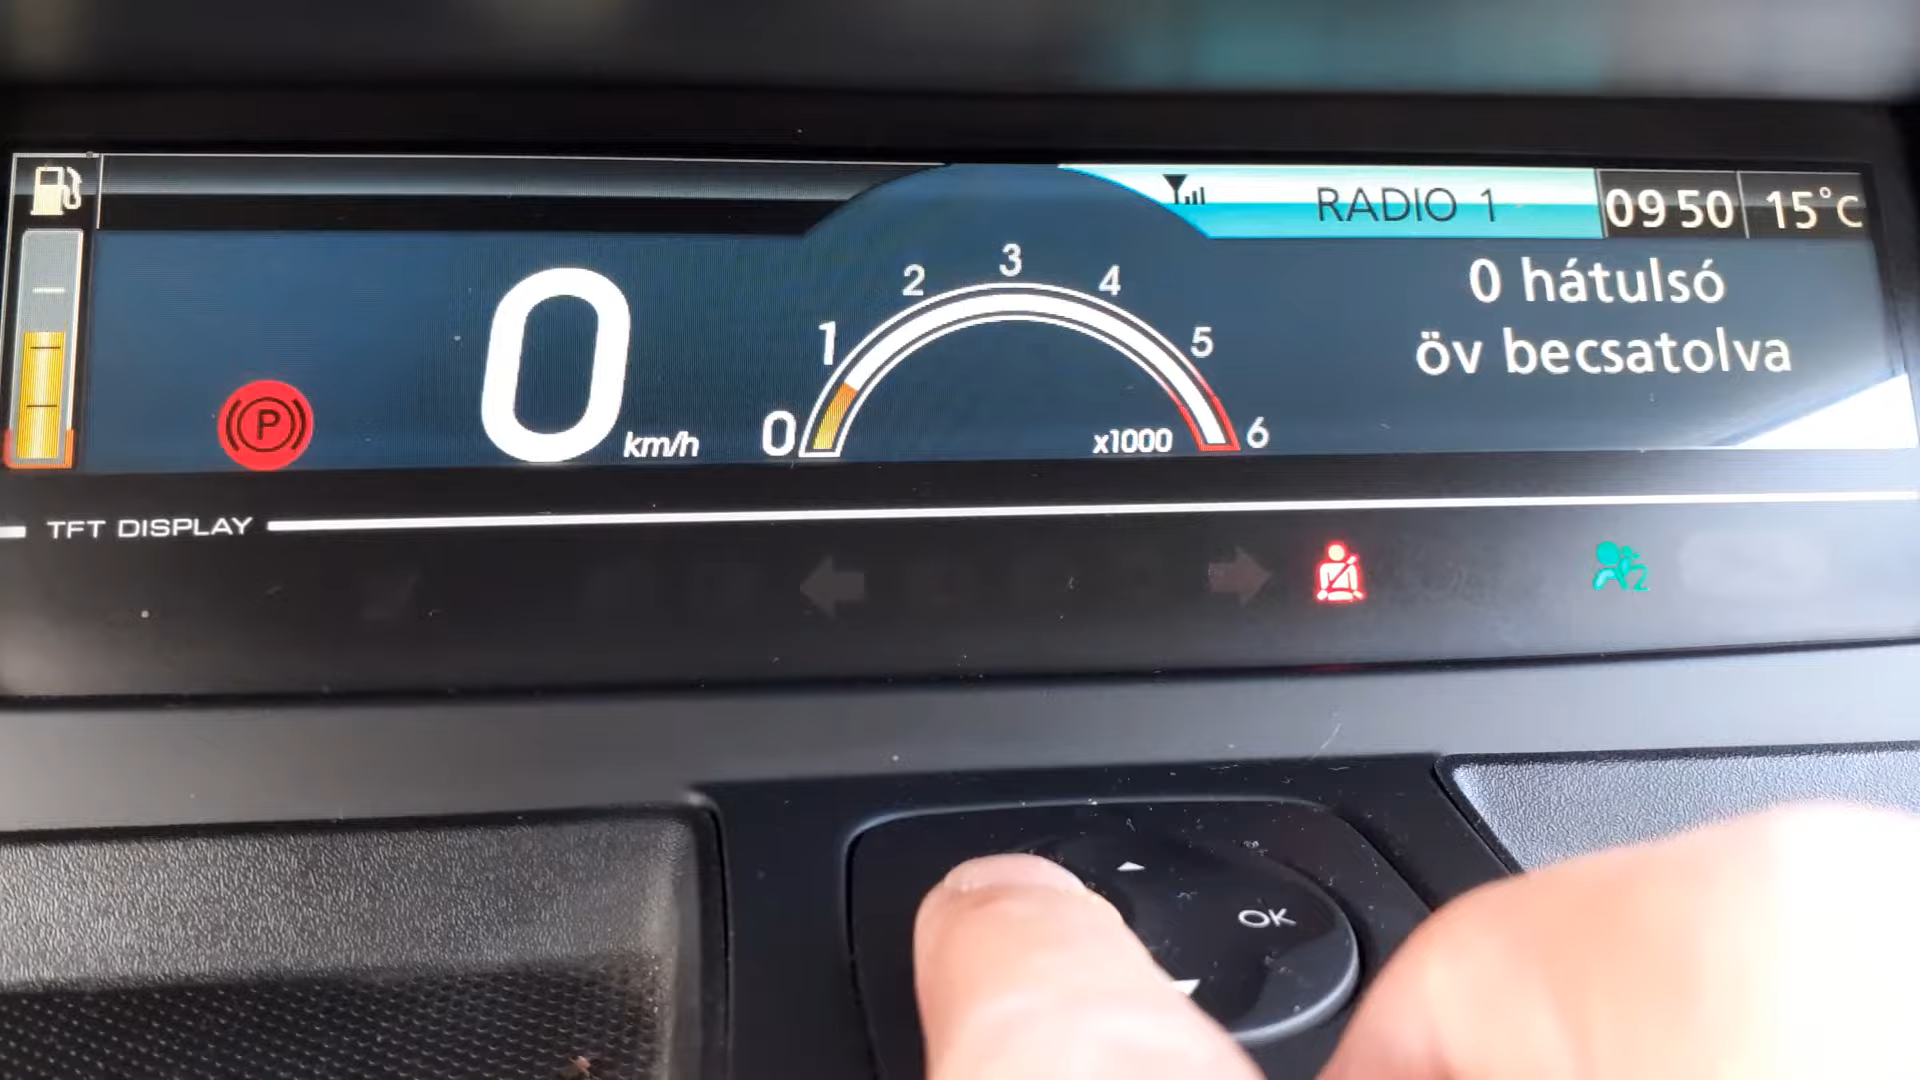 RADIO 1
09 50
15°C
0 hátulsó
öv becsatolva
P
0
km/h
0 1 2 3 4 5 6
x1000
TFT DISPLAY
2
OK